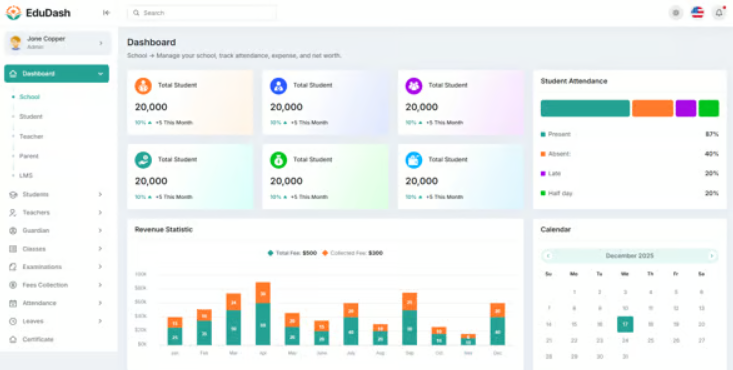 EduDash
Search
Jone Copper
Admin
Dashboard
School
Student
Teacher
Parent
LMS
Students
Teachers
Guardian
Classes
Examinations
Fees Collection
Attendance
Leaves
Certificate
Dashboard
School → Manage your school, track attendance, expense, and net worth.
Total Student
20,000
10% ▲ +5 This Month
Total Student
20,000
10% ▲ +5 This Month
Total Student
20,000
10% ▲ +5 This Month
Total Student
20,000
10% ▲ +5 This Month
Total Student
20,000
10% ▲ +5 This Month
Total Student
20,000
10% ▲ +5 This Month
Student Attendance
Present 87%
Absent 40%
Late 20%
Half day 20%
Revenue Statistic
Total Fee: $500 Collected Fee: $300
Jan Feb Mar Apr May June July Aug Sep Oct Nov Dec
Calendar
December 2025
Su Mo Tu We Th Fr Sa
1 2 3 4 5 6
7 8 9 10 11 12 13
14 15 16 17 18 19 20
21 22 23 24 25 26 27
28 29 30 31